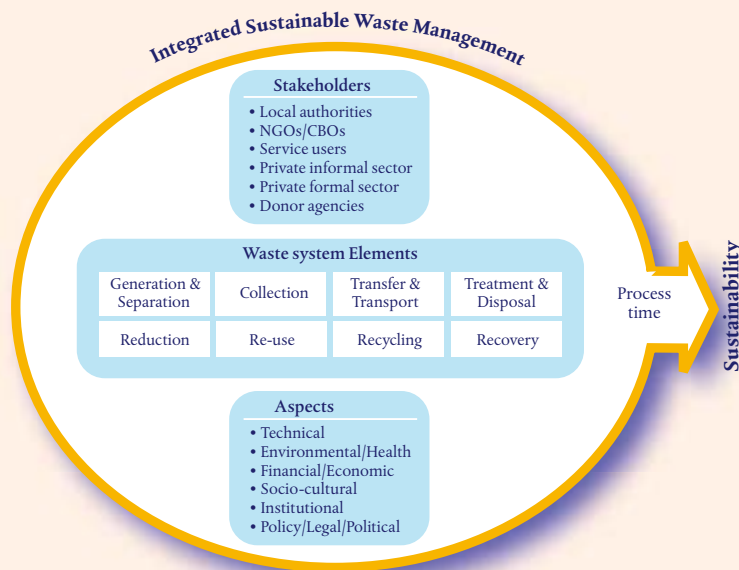 Integrated Sustainable Waste Management
Stakeholders
• Local authorities
• NGOs/CBOs
• Service users
• Private informal sector
• Private formal sector
• Donor agencies
Waste system Elements
Generation &
Separation
Collection
Transfer &
Transport
Treatment &
Disposal
Reduction
Re-use
Recycling
Recovery
Process
time
Sustainability
Aspects
• Technical
• Environmental/Health
• Financial/Economic
• Socio-cultural
• Institutional
• Policy/Legal/Political